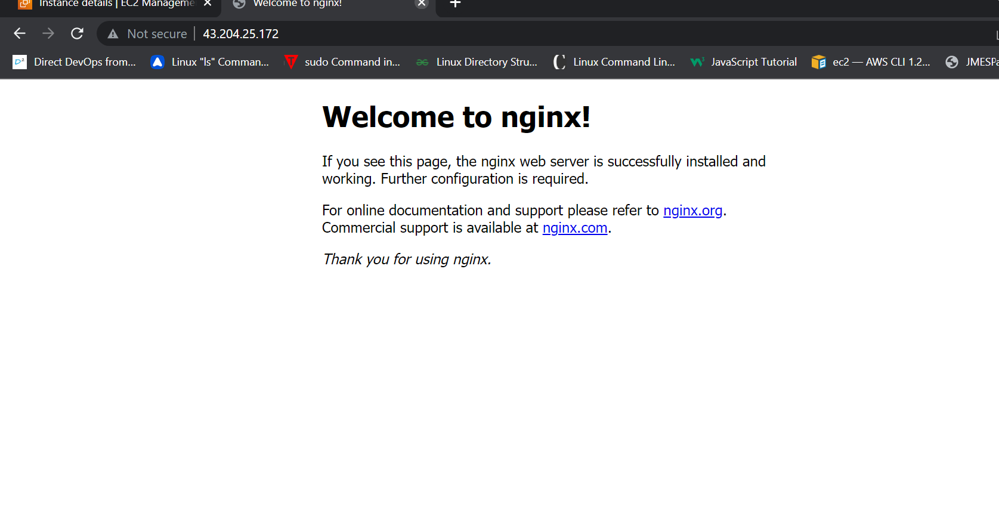 Instance details | EC2 Manageme
Welcome to nginx!
Not secure
43.204.25.172
Direct DevOps from...
Linux "ls" Comman...
sudo Command in...
Linux Directory Stru...
Linux Command Lin...
JavaScript Tutorial
ec2 — AWS CLI 1.2...
JMESPa
Welcome to nginx!
If you see this page, the nginx web server is successfully installed and
working. Further configuration is required.
For online documentation and support please refer to nginx.org.
Commercial support is available at nginx.com.
Thank you for using nginx.